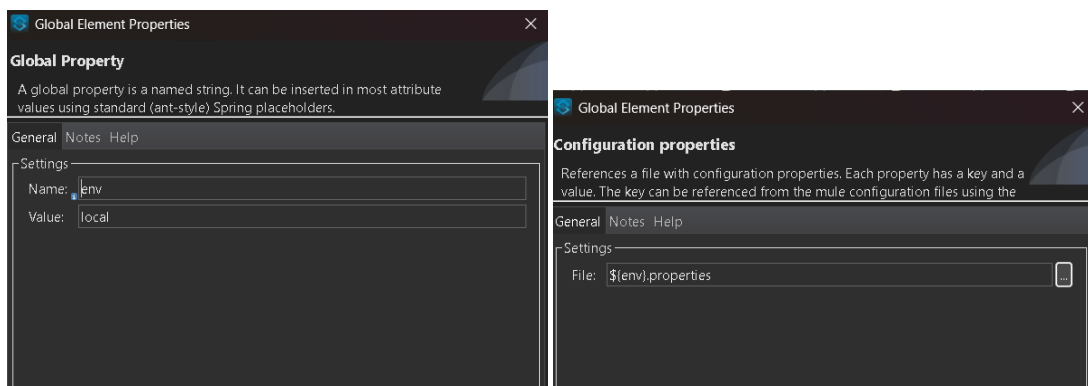 Global Element Properties
Global Property
A global property is a named string. It can be inserted in most attribute
values using standard (ant-style) Spring placeholders.
General Notes Help
Settings
Name: env
Value: local
Global Element Properties
Configuration properties
References a file with configuration properties. Each property has a key and a
value. The key can be referenced from the mule configuration files using the
General Notes Help
Settings
File: ${env}.properties ...